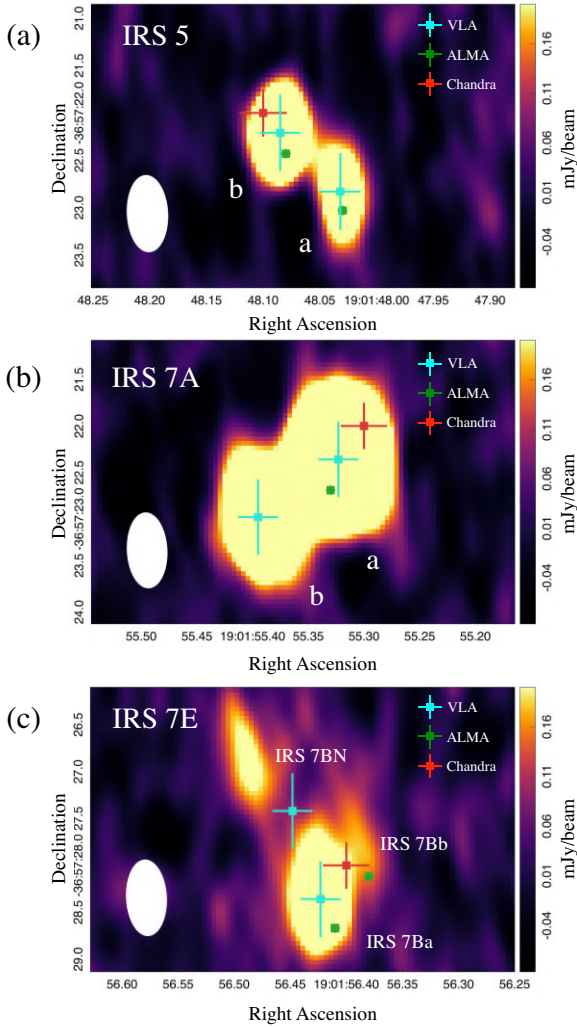 (a)
IRS 5
VLA
ALMA
Chandra
b
a
Declination
21.0
21.5
22.5 -36:57:22.0
23.0
23.5
48.25
48.20
48.15
48.10
48.05
19:01:48.00
47.95
47.90
Right Ascension
0.16
0.11
0.06
0.01
-0.04
mJy/beam
(b)
IRS 7A
VLA
ALMA
Chandra
a
b
Declination
21.5
22.0
23.5 -36:57:23.0 22.5
24.0
55.50
55.45
19:01:55.40
55.35
55.30
55.25
55.20
Right Ascension
0.16
0.11
0.06
0.01
-0.04
mJy/beam
(c)
IRS 7E
VLA
ALMA
Chandra
IRS 7BN
IRS 7Bb
IRS 7Ba
Declination
26.5
27.0
28.5 -36:57:28.0 27.5
29.0
56.60
56.55
56.50
56.45
19:01:56.40
56.35
56.30
56.25
Right Ascension
0.16
0.11
0.06
0.01
-0.04
mJy/beam